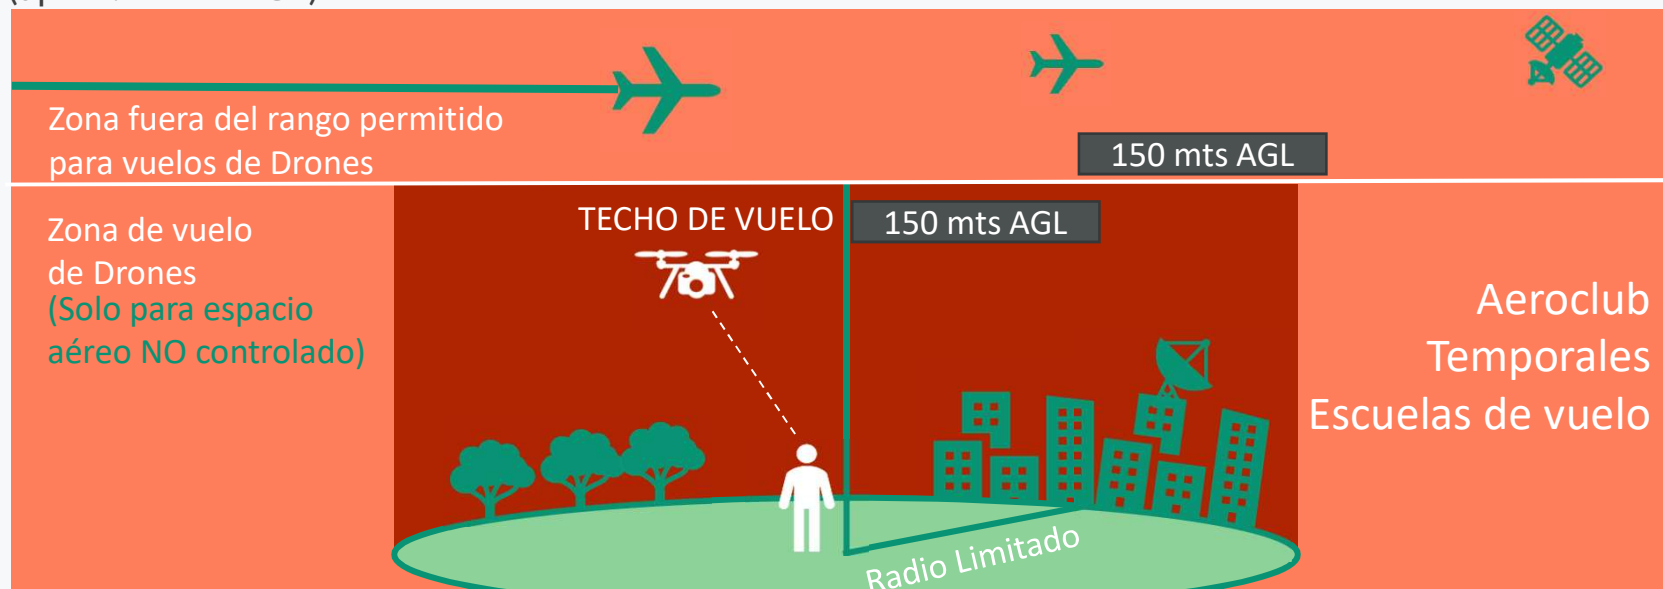 Zona fuera del rango permitido
para vuelos de Drones
150 mts AGL
Zona de vuelo
de Drones
(Solo para espacio
aéreo NO controlado)
TECHO DE VUELO
150 mts AGL
Aeroclub
Temporales
Escuelas de vuelo
Radio Limitado